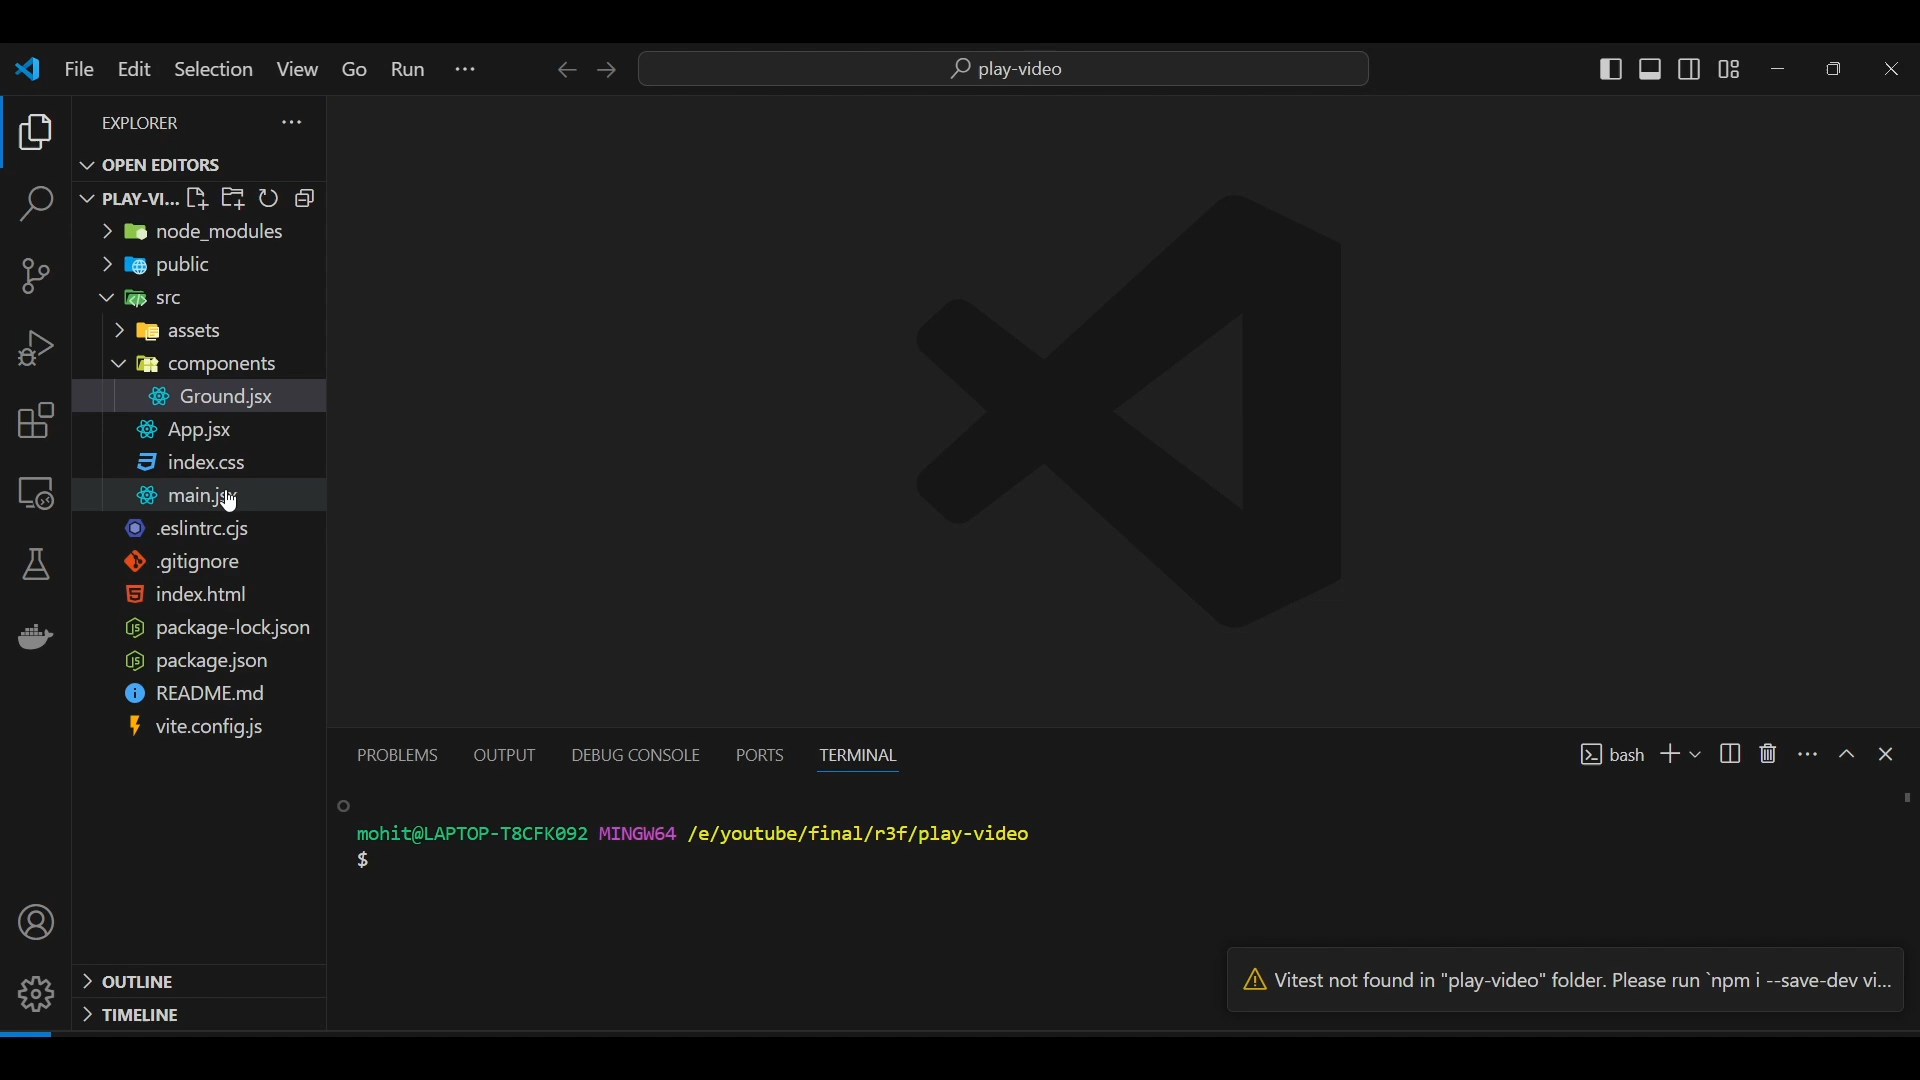 File Edit Selection View Go Run ···
play-video
EXPLORER
OPEN EDITORS
PLAY-VI...
node_modules
public
src
assets
components
Ground.jsx
App.jsx
index.css
main.jsx
.eslintrc.cjs
.gitignore
index.html
package-lock.json
package.json
README.md
vite.config.js
OUTLINE
TIMELINE
PROBLEMS OUTPUT DEBUG CONSOLE PORTS TERMINAL
bash
mohit@LAPTOP-T8CFK092 MINGW64 /e/youtube/final/r3f/play-video
$
Vitest not found in "play-video" folder. Please run `npm i --save-dev vi...